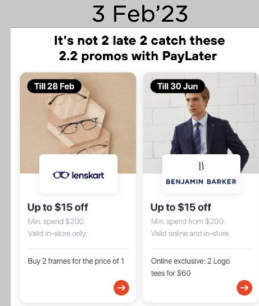 3 Feb'23
It's not 2 late 2 catch these
2.2 promos with PayLater
Till 28 Feb
lenskart
Up to $15 off
Min. spend $200.
Valid in-store only.
Buy 2 frames for the price of 1
Till 30 Jun
B
BENJAMIN BARKER
Up to $15 off
Min. spend from $200.
Valid online and in-store.
Online exclusive: 2 Logo
tees for $60